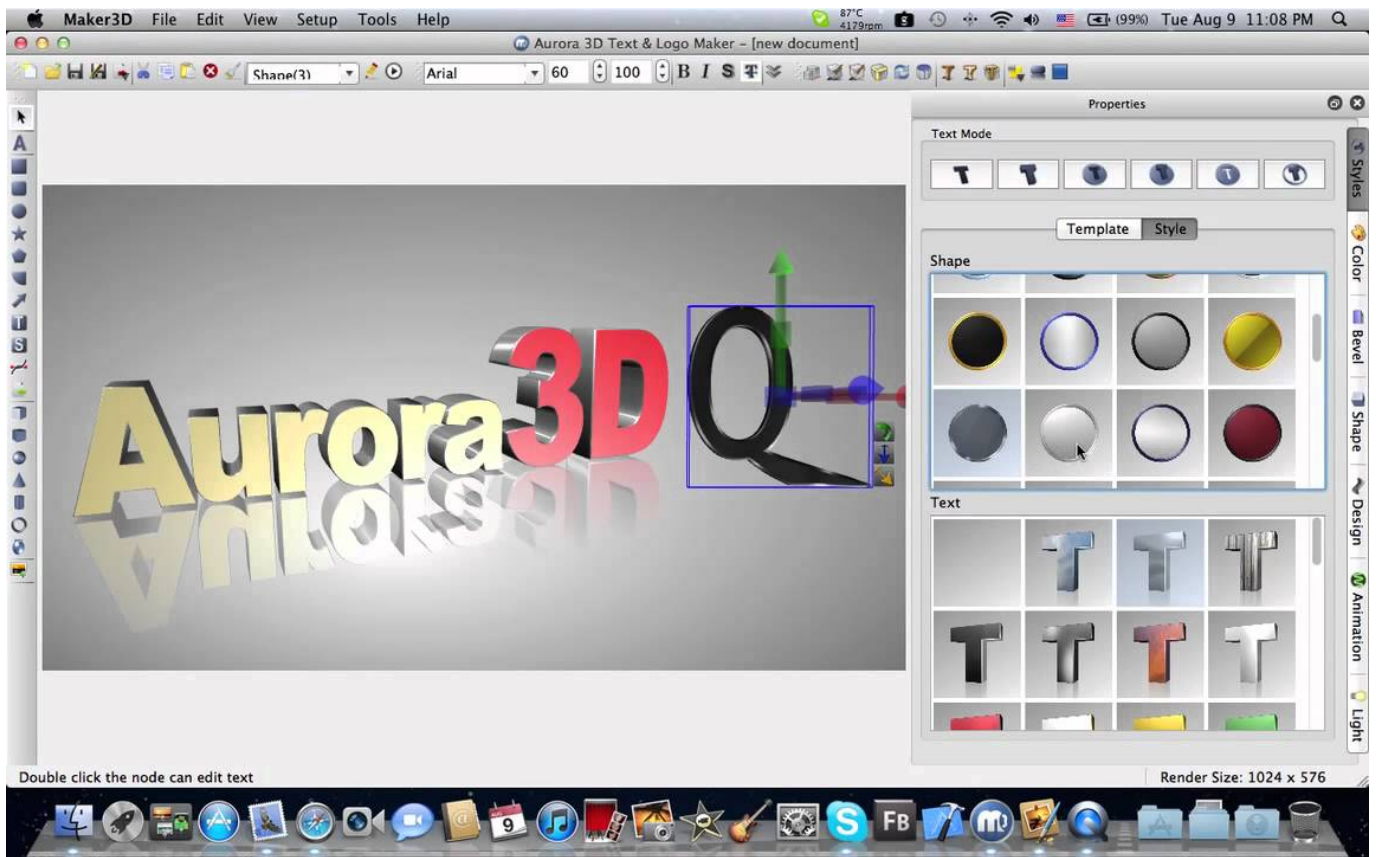 Maker3D File Edit View Setup Tools Help 87°C 4179rpm (99%) Tue Aug 9 11:08 PM
Aurora 3D Text & Logo Maker – [new document]
Shape(3) Arial 60 100 B I S T
Properties
Text Mode
T T T T T T
Template Style
Shape
Text
T T T
T T T T
A
T
S
Aurora3D Q
Styles
Color
Bevel
Shape
Design
Animation
Light
Double click the node can edit text
Render Size: 1024 x 576
9
S FB